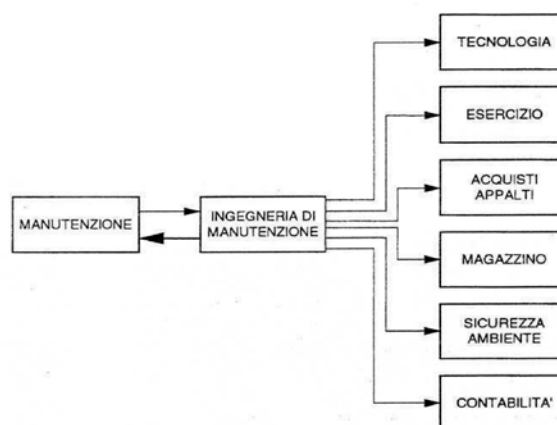 TECNOLOGIA
ESERCIZIO
ACQUISTI
APPALTI
MANUTENZIONE
INGEGNERIA DI
MANUTENZIONE
MAGAZZINO
SICUREZZA
AMBIENTE
CONTABILITA'